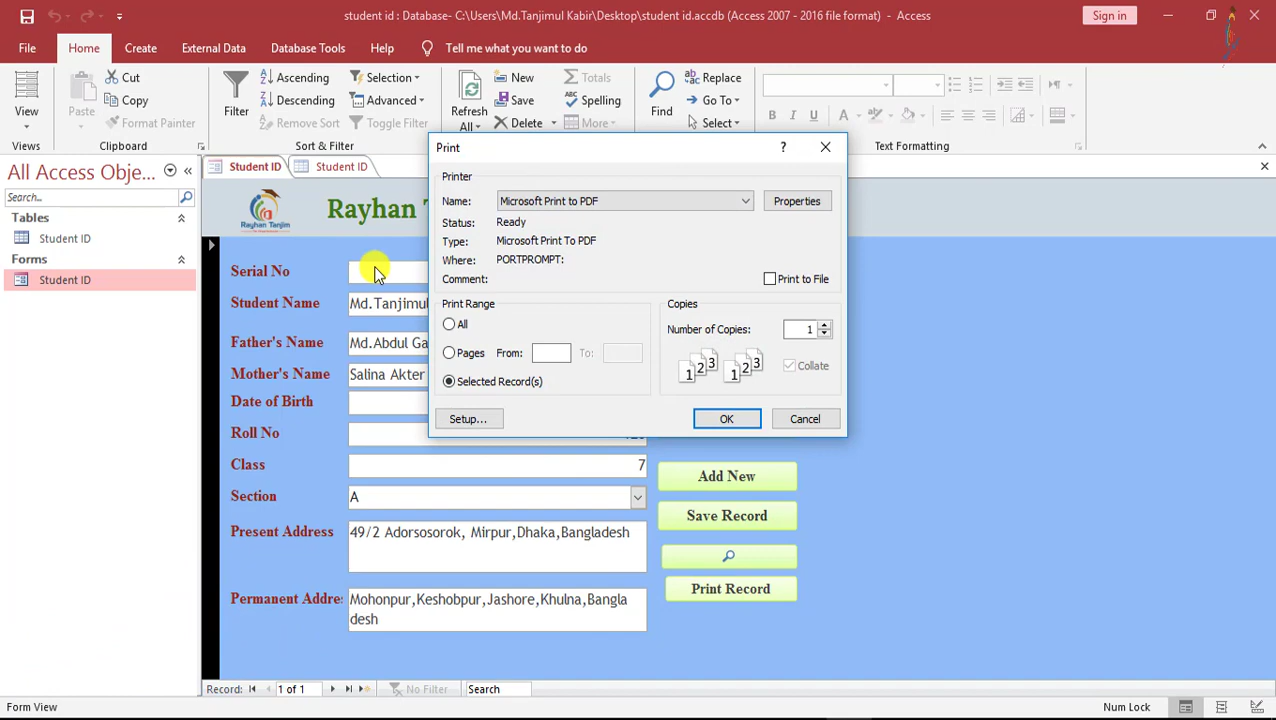 student id : Database- C:\Users\Md.Tanjimul Kabir\Desktop\student id.accdb (Access 2007 - 2016 file format) - Access
Sign in
File Home Create External Data Database Tools Help Tell me what you want to do
View
Paste
Cut
Copy
Format Painter
Clipboard
Filter
Ascending
Descending
Remove Sort
Selection
Advanced
Toggle Filter
Sort & Filter
Refresh
All
New
Save
Delete
Totals
Spelling
More
Find
Replace
Go To
Select
Text Formatting
All Access Obje...
Search...
Tables
Student ID
Forms
Student ID
Student ID Student ID
Rayhan Tanjim
Rayhan T
Serial No
Student Name Md.Tanjimul
Father's Name Md.Abdul Ga
Mother's Name Salina Akter
Date of Birth
Roll No
Class 7
Section A
Present Address 49/2 Adorsosorok, Mirpur,Dhaka,Bangladesh
Permanent Addre: Mohonpur,Keshobpur,Jashore,Khulna,Bangla
desh
Add New
Save Record
Print Record
Print
Printer
Name: Microsoft Print to PDF Properties
Status: Ready
Type: Microsoft Print To PDF
Where: PORTPROMPT:
Comment: Print to File
Print Range
All
Pages From: To:
Selected Record(s)
Copies
Number of Copies: 1
1 2 3 1 2 3
Collate
Setup... OK Cancel
Record: 1 of 1 No Filter Search
Form View Num Lock